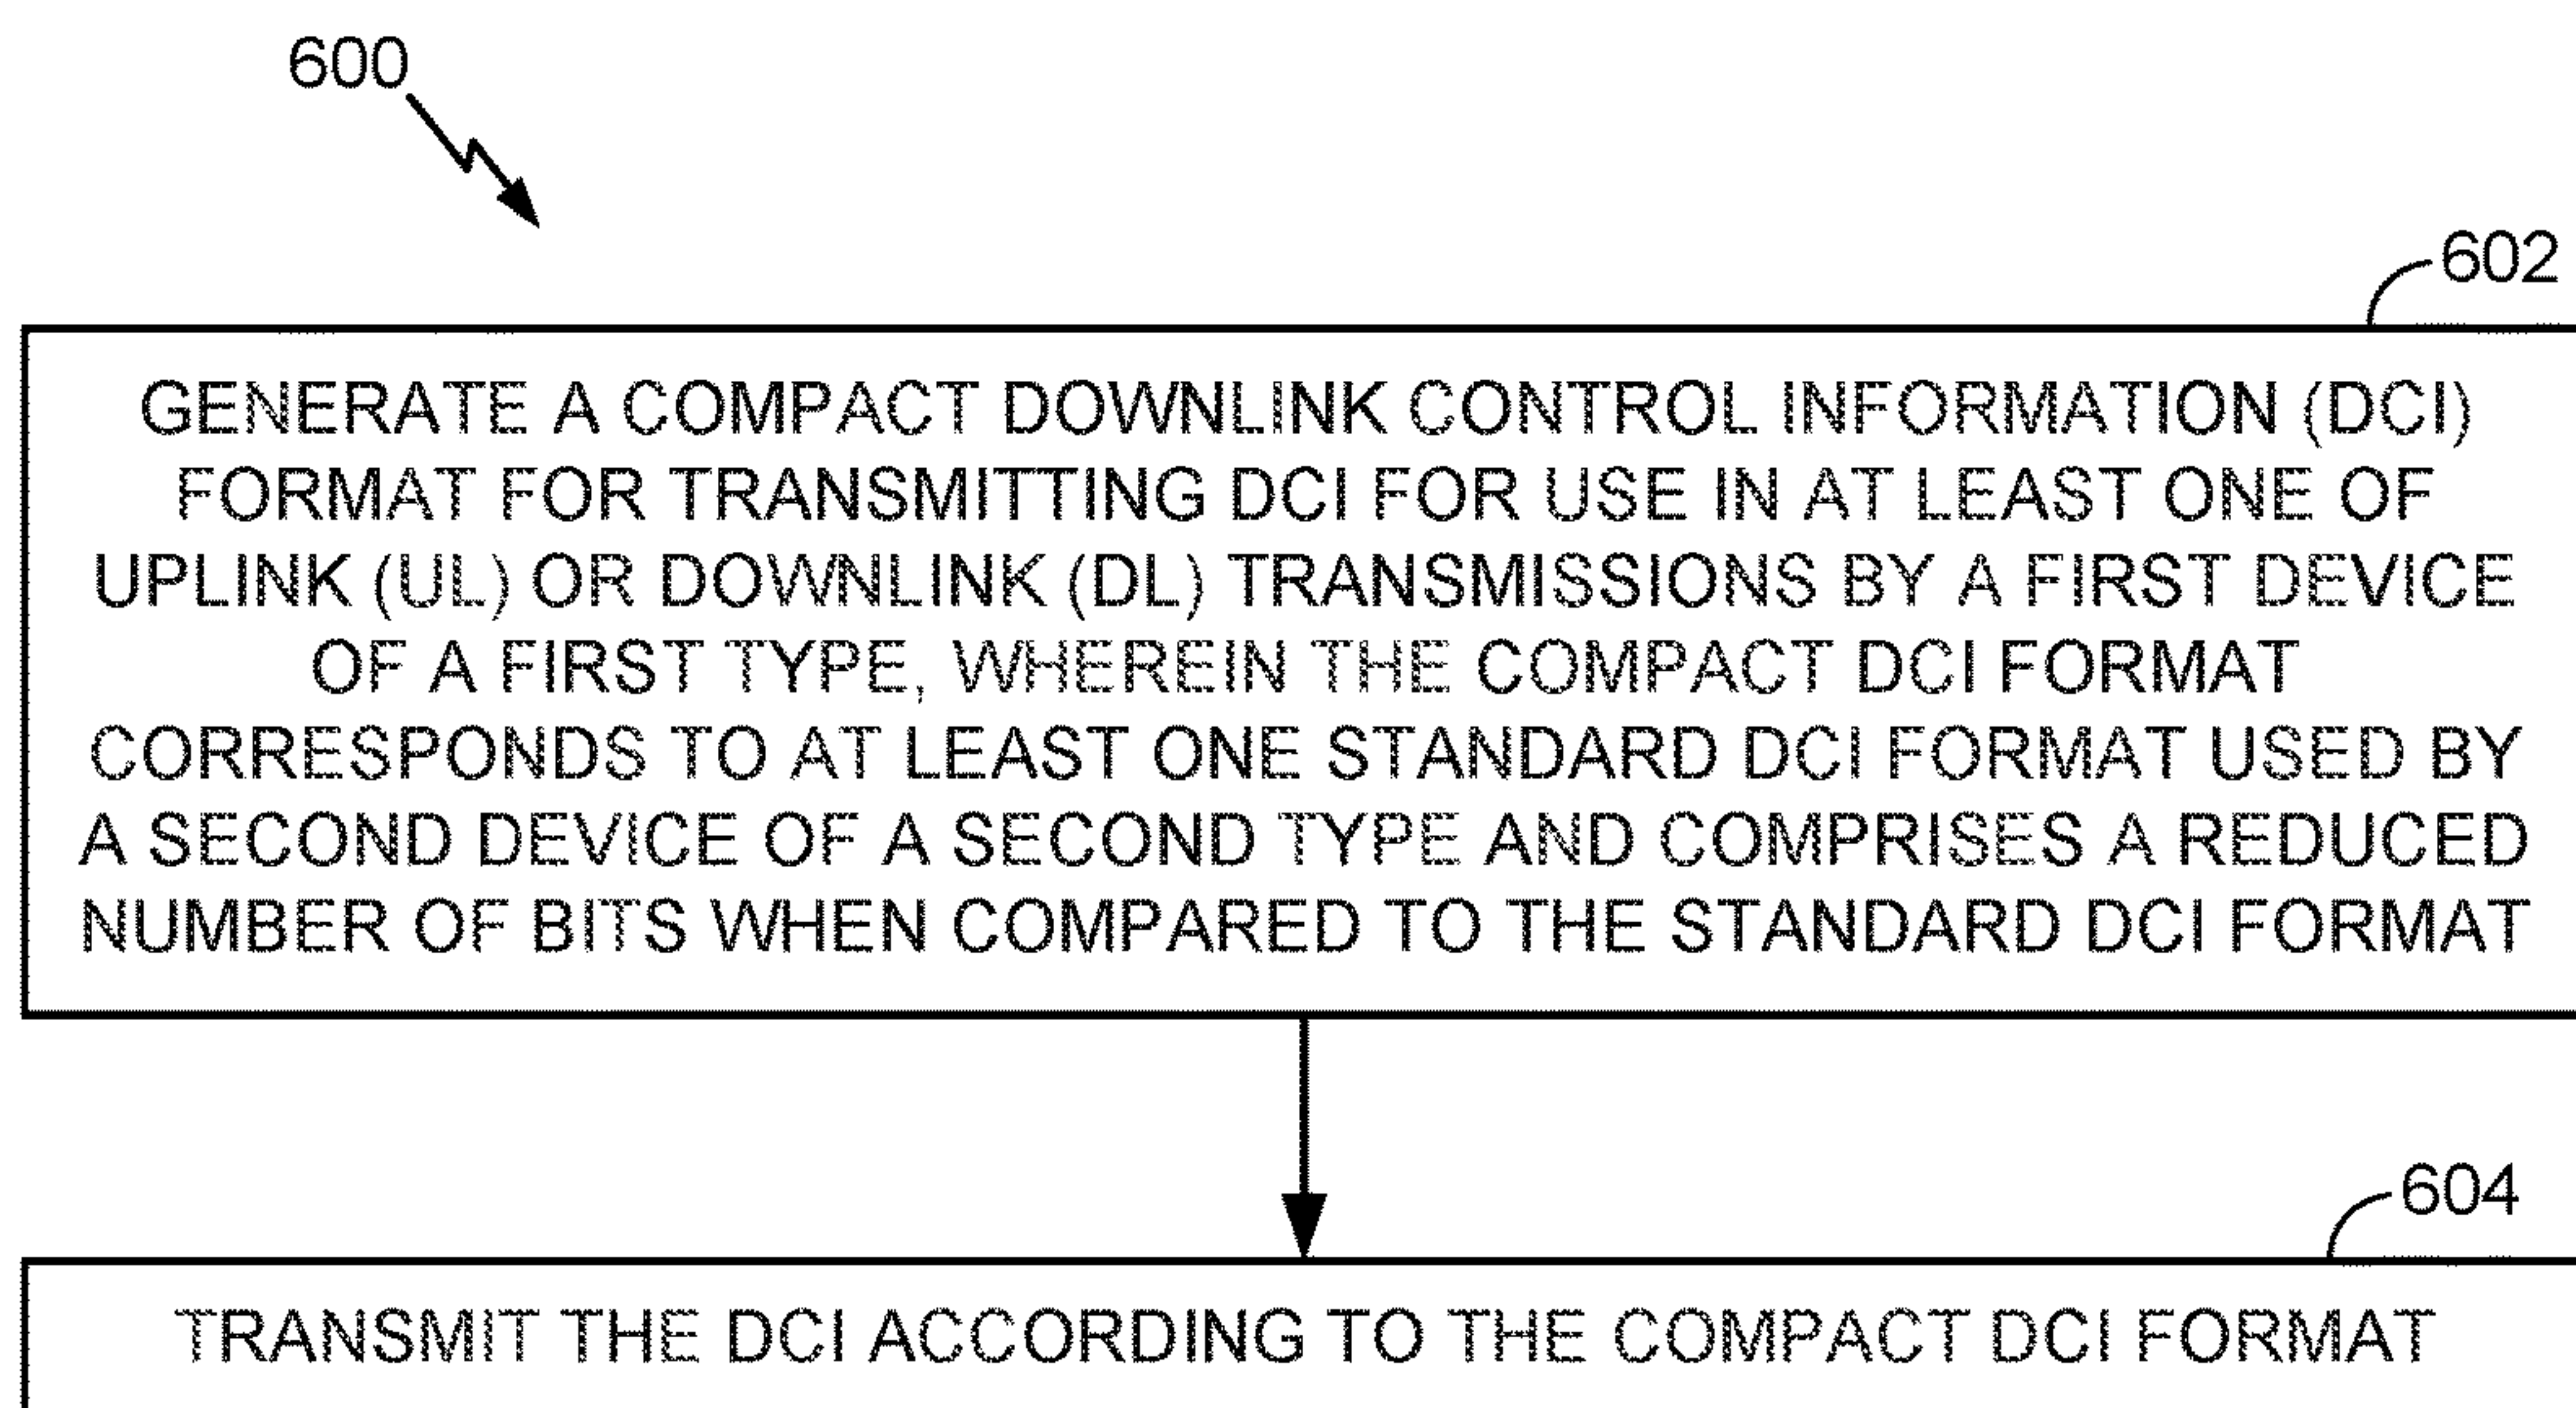 600
602
GENERATE A COMPACT DOWNLINK CONTROL INFORMATION (DCI)
FORMAT FOR TRANSMITTING DCI FOR USE IN AT LEAST ONE OF
UPLINK (UL) OR DOWNLINK (DL) TRANSMISSIONS BY A FIRST DEVICE
OF A FIRST TYPE, WHEREIN THE COMPACT DCI FORMAT
CORRESPONDS TO AT LEAST ONE STANDARD DCI FORMAT USED BY
A SECOND DEVICE OF A SECOND TYPE AND COMPRISES A REDUCED
NUMBER OF BITS WHEN COMPARED TO THE STANDARD DCI FORMAT
604
TRANSMIT THE DCI ACCORDING TO THE COMPACT DCI FORMAT